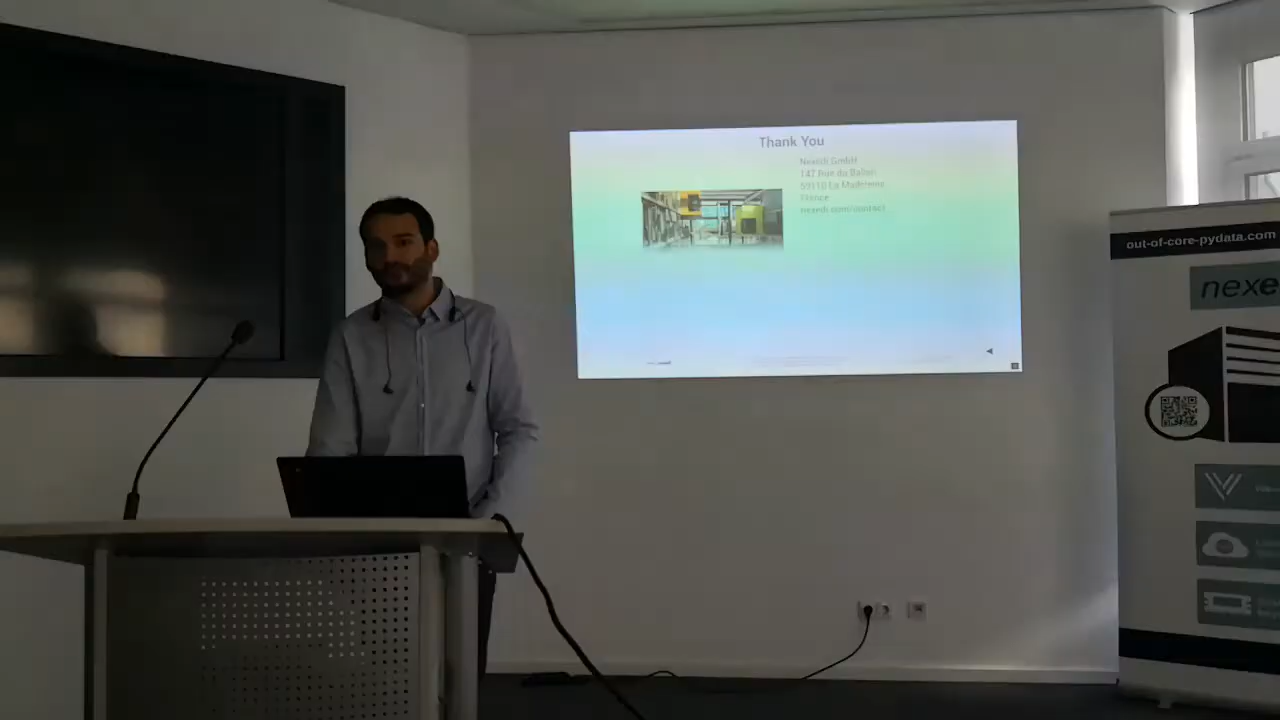 Thank You
Nexedi GmbH
147 Rue du Ballon
59110 La Madeleine
France
nexedi.com/contact
out-of-core-pydata.com
nexe